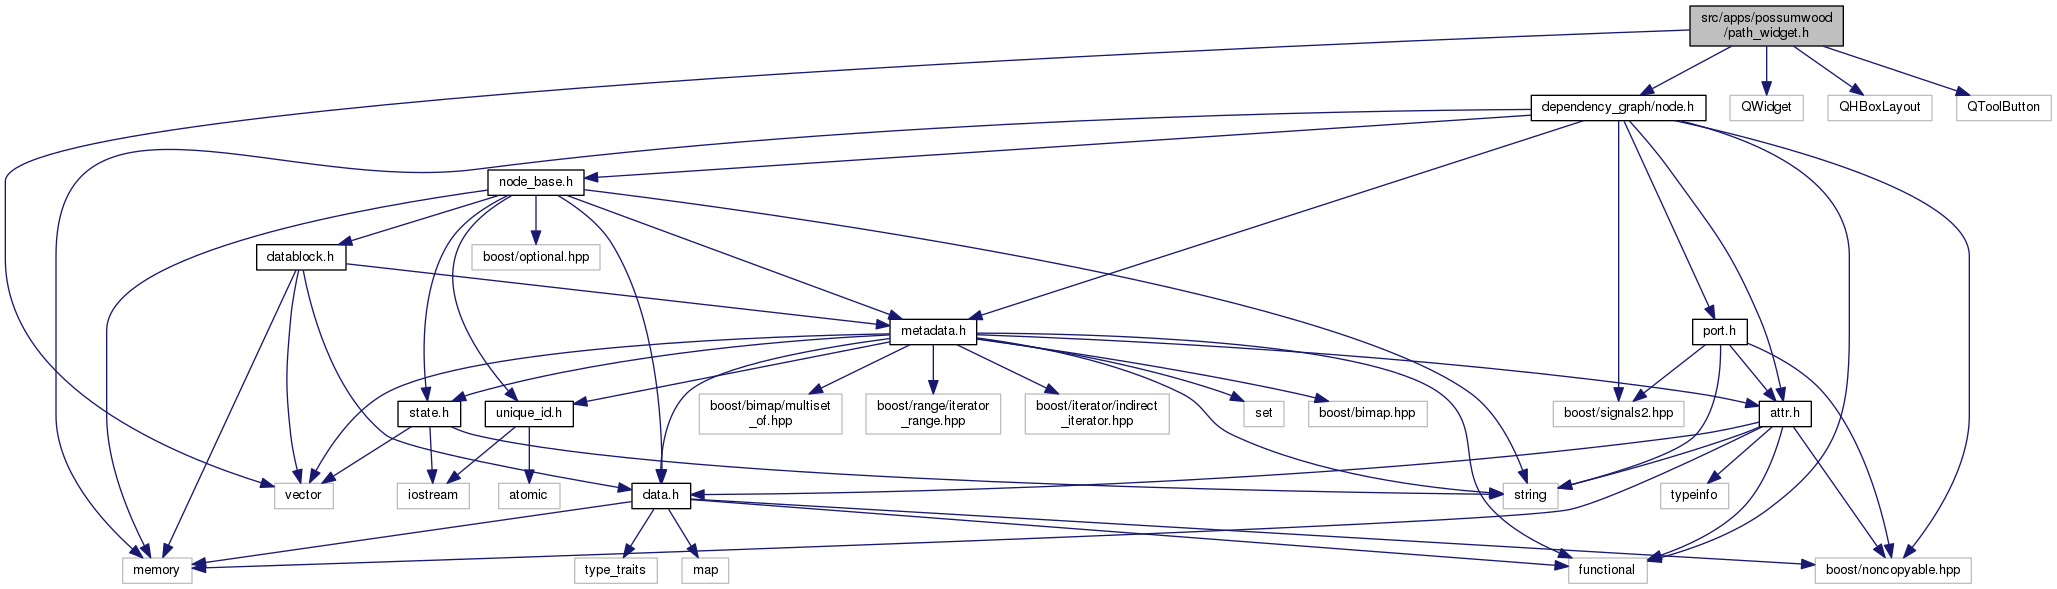 src/apps/possumwood
/path_widget.h
dependency_graph/node.h
QWidget
QHBoxLayout
QToolButton
node_base.h
datablock.h
boost/optional.hpp
metadata.h
port.h
state.h
unique_id.h
boost/bimap/multiset
_of.hpp
boost/range/iterator
_range.hpp
boost/iterator/indirect
_iterator.hpp
set
boost/bimap.hpp
boost/signals2.hpp
attr.h
vector
iostream
atomic
data.h
string
typeinfo
memory
type_traits
map
functional
boost/noncopyable.hpp